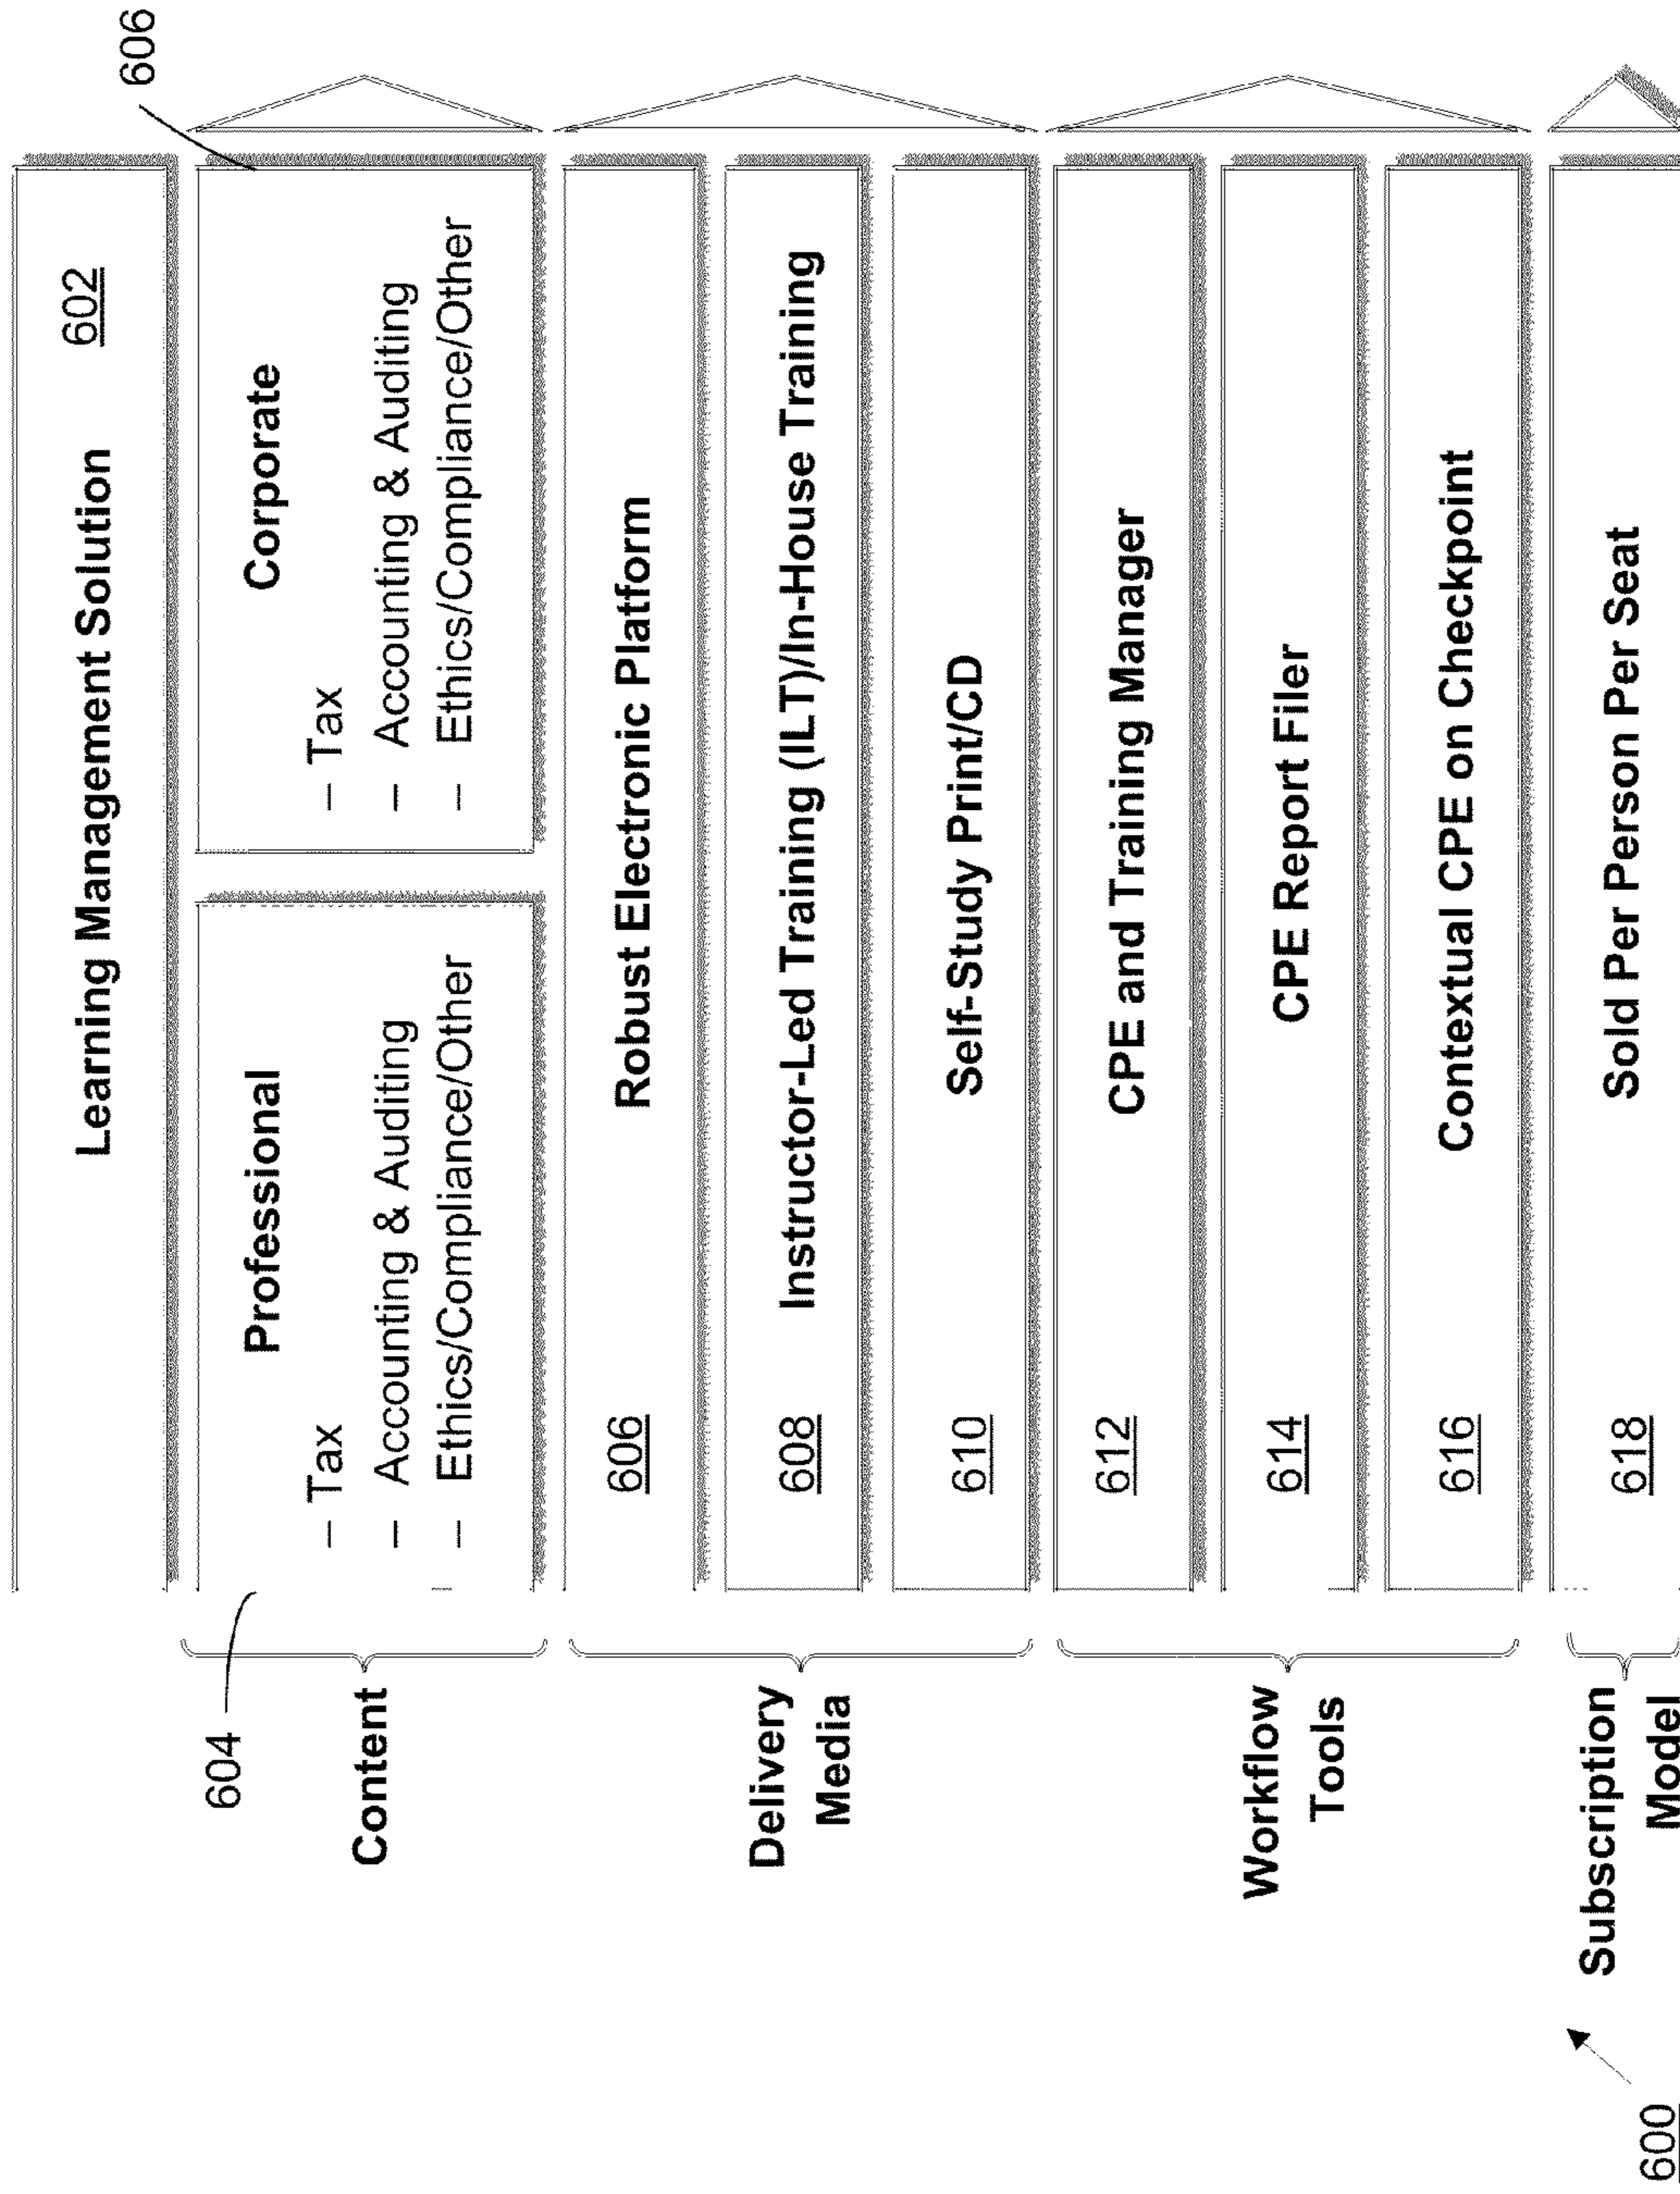 606
Learning Management Solution 602
604
Content
Professional
– Tax
– Accounting & Auditing
– Ethics/Compliance/Other
Corporate
– Tax
– Accounting & Auditing
– Ethics/Compliance/Other
Delivery
Media
606 Robust Electronic Platform
608 Instructor-Led Training (ILT)/In-House Training
610 Self-Study Print/CD
Workflow
Tools
612 CPE and Training Manager
614 CPE Report Filer
616 Contextual CPE on Checkpoint
Subscription
Model
618 Sold Per Person Per Seat
600